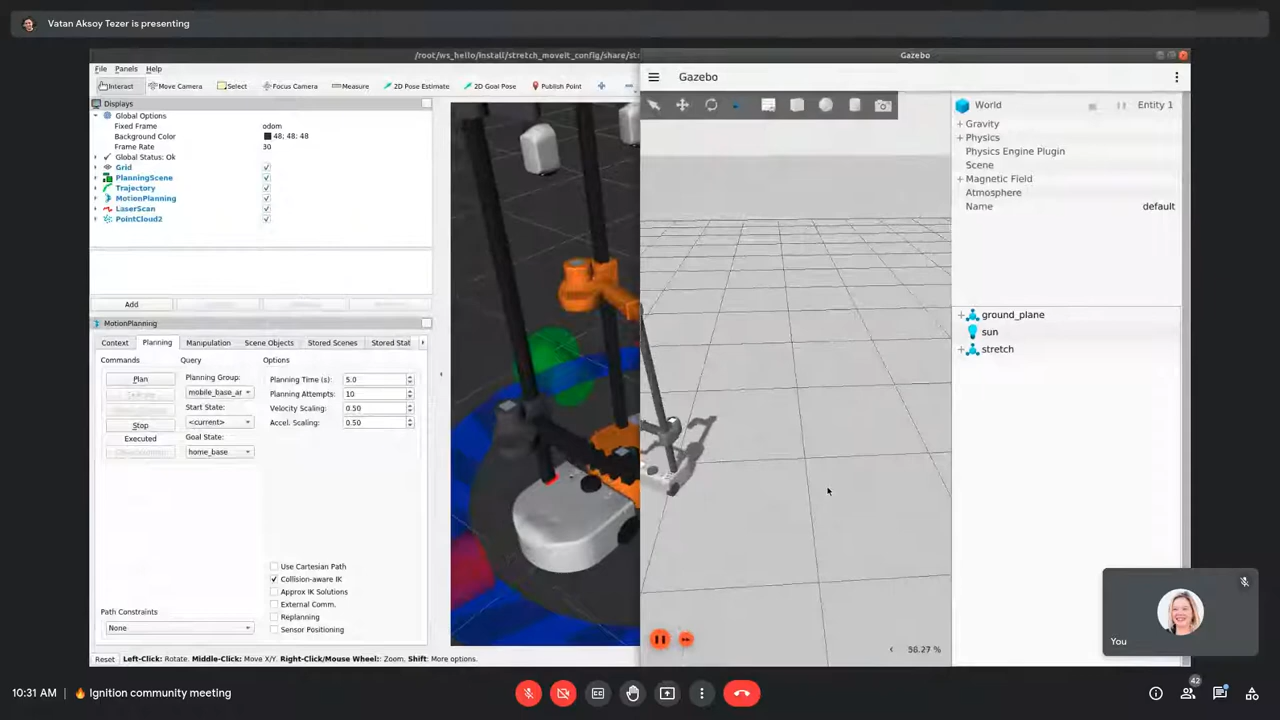 Vatan Aksoy Tezer is presenting
/root/ws_hello/install/stretch_moveit_config/share/str
Gazebo
File Panels Help
Gazebo
Interact Move Camera Select Focus Camera Measure 2D Pose Estimate 2D Goal Pose Publish Point
Displays
World
Entity 1
Global Options
Fixed Frame odom
Background Color 48; 48; 48
Frame Rate 30
Global Status: Ok
Grid
PlanningScene
Trajectory
MotionPlanning
LaserScan
PointCloud2
+ Gravity
+ Physics
Physics Engine Plugin
Scene
+ Magnetic Field
Atmosphere
Name default
Add
ground_plane
sun
stretch
MotionPlanning
Context Planning Manipulation Scene Objects Stored Scenes Stored Stat
Commands Query Options
Plan
Stop
Executed
Planning Group:
mobile_base_ar
Start State:
<current>
Goal State:
home_base
Planning Time (s): 5.0
Planning Attempts: 10
Velocity Scaling: 0.50
Accel. Scaling: 0.50
Use Cartesian Path
Collision-aware IK
Approx IK Solutions
External Comm.
Replanning
Sensor Positioning
Path Constraints
None
Reset Left-Click: Rotate. Middle-Click: Move X/Y. Right-Click/Mouse Wheel:: Zoom. Shift: More options.
58.27 %
You
10:31 AM | 🔥 Ignition community meeting
42